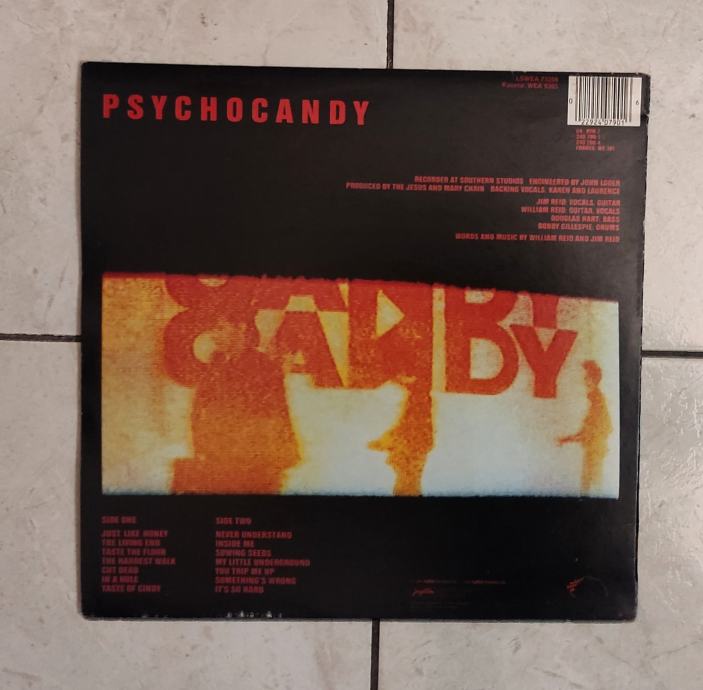 PSYCHOCANDY
0
6
RECORDED AT SOUTHERN STUDIOS ENGINEERED BY JOHN LODER
PRODUCED BY THE JESUS AND MARY CHAIN BACKING VOCALS, KAREN AND LAURENCE
JIM REID: VOCALS, GUITAR
WILLIAM REID: GUITAR, VOCALS
DOUGLAS HART: BASS
BOBBY GILLESPIE: DRUMS
WORDS AND MUSIC BY WILLIAM REID AND JIM REID
CANDY
CANDY
SIDE ONE
JUST LIKE HONEY
THE LIVING END
TASTE THE FLOOR
THE HARDEST WALK
CUT DEAD
IN A HOLE
TASTE OF CINDY
SIDE TWO
NEVER UNDERSTAND
INSIDE ME
SOWING SEEDS
MY LITTLE UNDERGROUND
YOU TRIP ME UP
SOMETHING'S WRONG
IT'S SO HARD